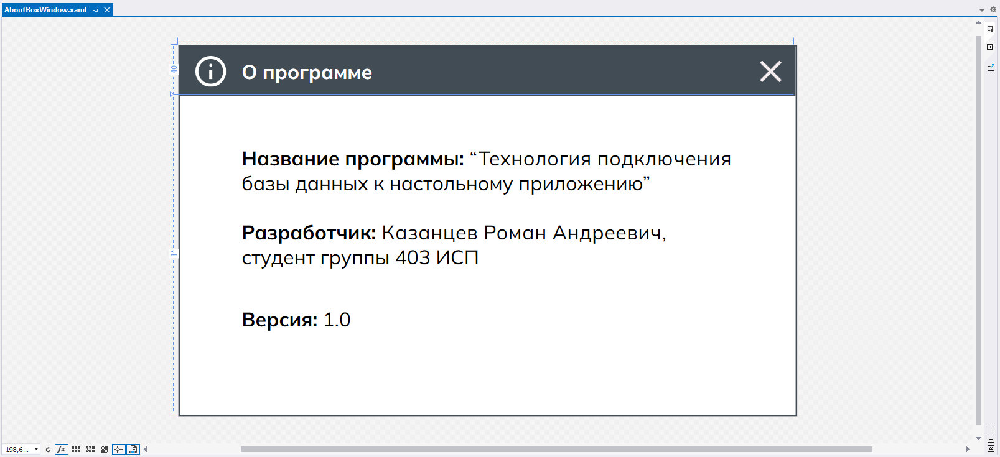 AboutBoxWindow.xaml
40
О программе
Название программы: “Технология подключения
базы данных к настольному приложению”
Разработчик: Казанцев Роман Андреевич,
студент группы 403 ИСП
1*
Версия: 1.0
198,6... fx